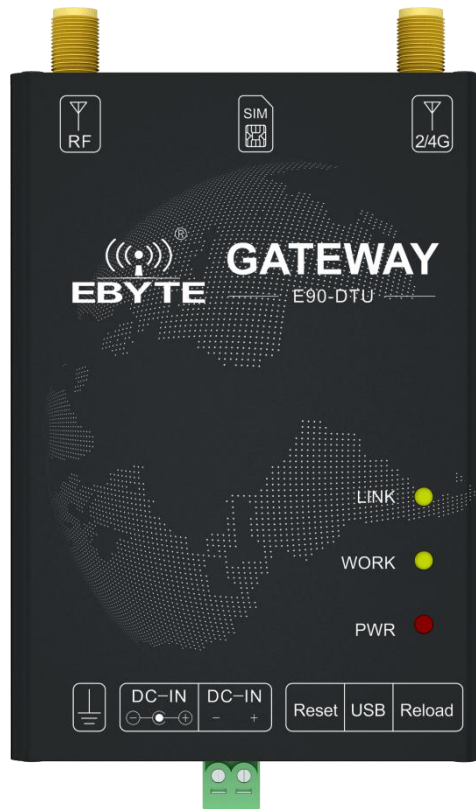 RF
SIM
2/4G
®
EBYTE
GATEWAY
E90-DTU
LINK
WORK
PWR
DC-IN
DC-IN
- +
- +
Reset
USB
Reload